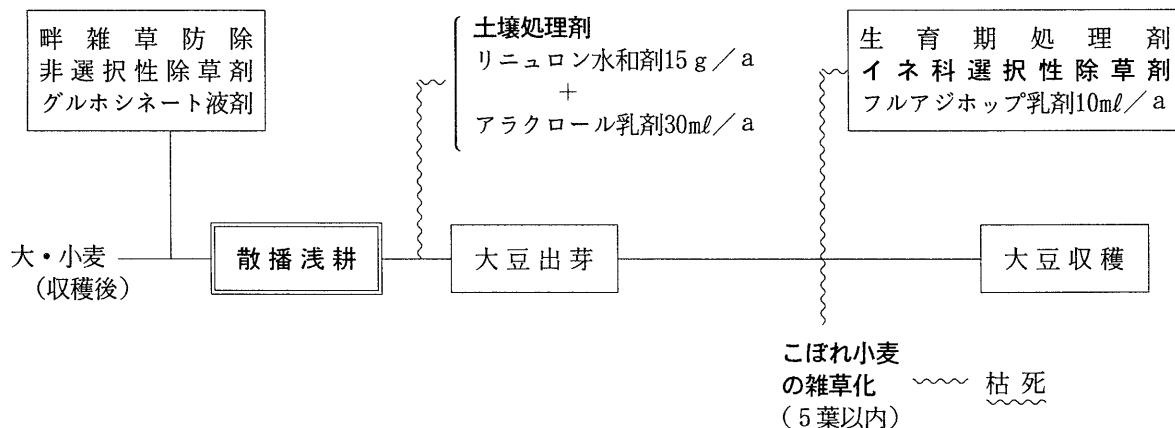 畔雑草防除
非選択性除草剤
グルホシネート液剤
土壌処理剤
リニュロン水和剤15g/a
+
アラクロール乳剤30mℓ/a
生育期処理剤
イネ科選択性除草剤
フルアジホップ乳剤10mℓ/a
大・小麦
(収穫後)
散播浅耕
大豆出芽
大豆収穫
こぼれ小麦
の雑草化
(5葉以内)
枯死